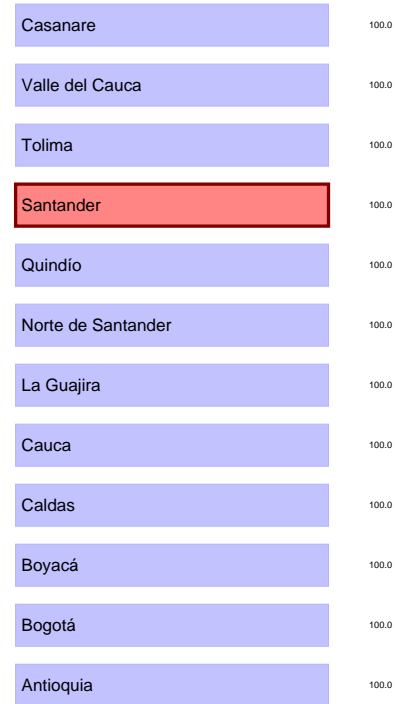 Casanare 100.0
Valle del Cauca 100.0
Tolima 100.0
Santander 100.0
Quindío 100.0
Norte de Santander 100.0
La Guajira 100.0
Cauca 100.0
Caldas 100.0
Boyacá 100.0
Bogotá 100.0
Antioquia 100.0